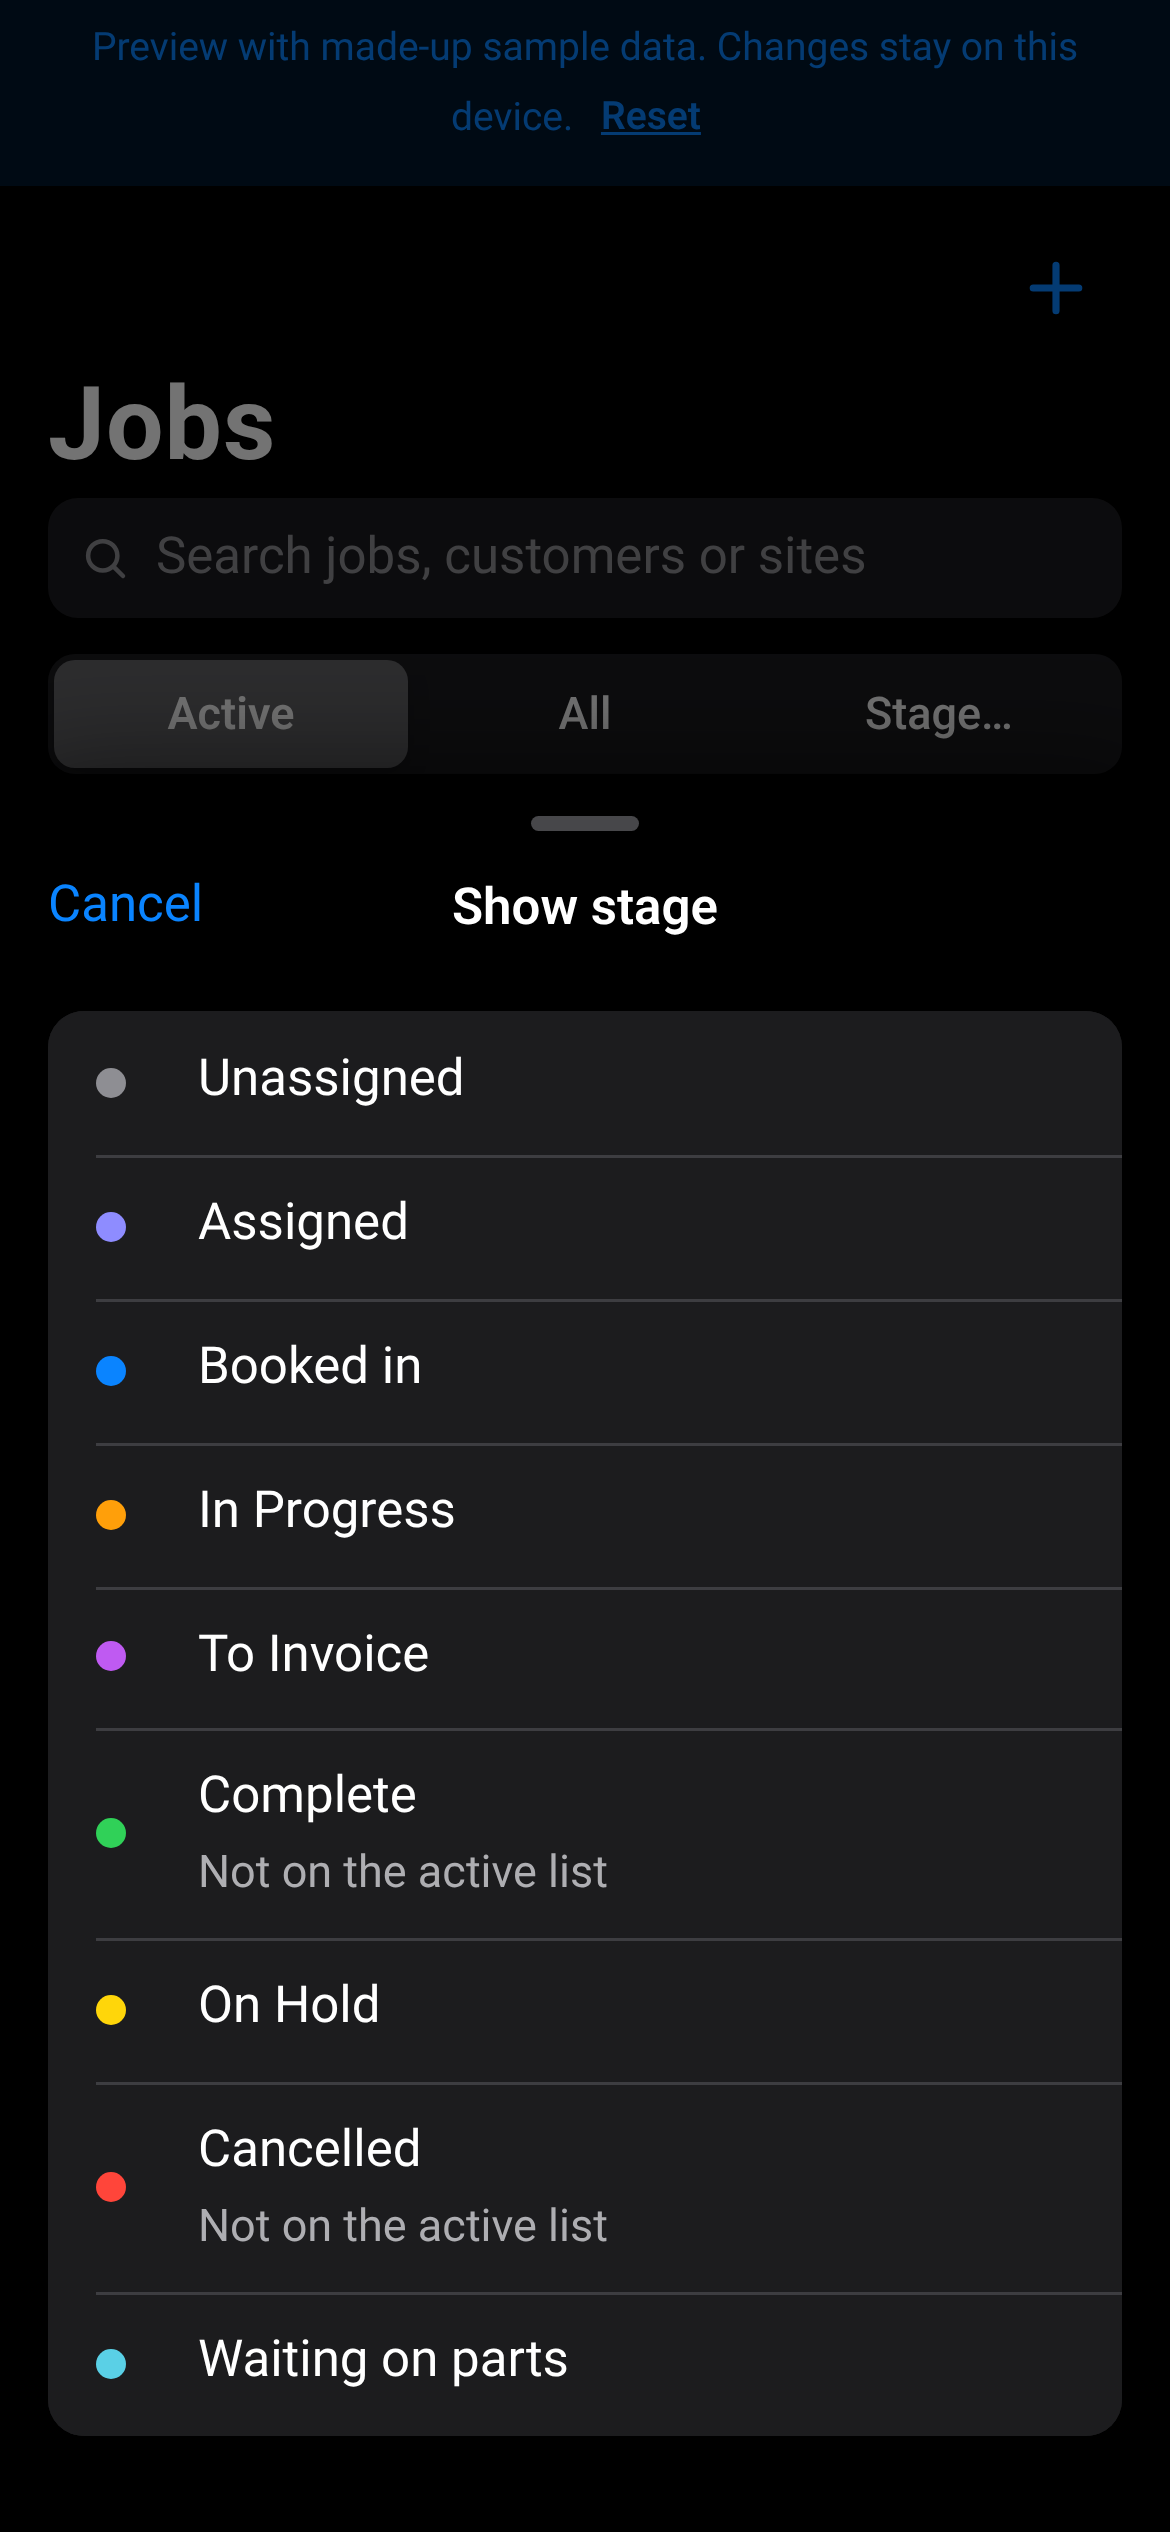 Preview with made-up sample data. Changes stay on this
device. Reset
Jobs
Search jobs, customers or sites
Active All Stage…
Cancel Show stage
Unassigned
Assigned
Booked in
In Progress
To Invoice
Complete
Not on the active list
On Hold
Cancelled
Not on the active list
Waiting on parts